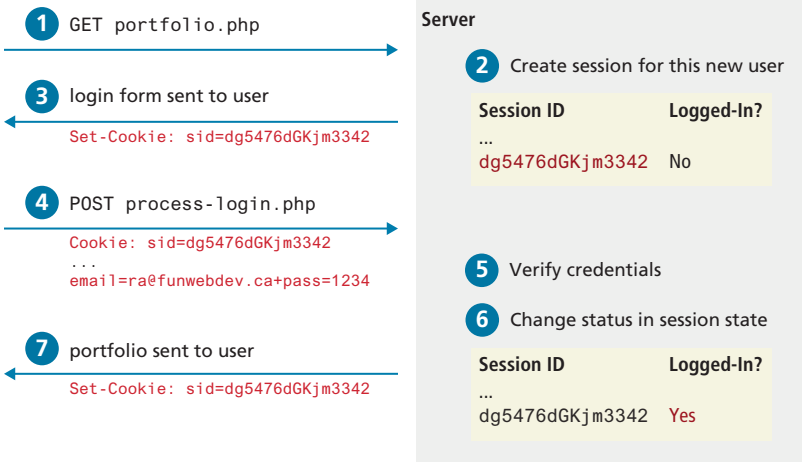 1 GET portfolio.php
Server
2 Create session for this new user
3 login form sent to user
Set-Cookie: sid=dg5476dGKjm3342
Session ID Logged-In?
...
dg5476dGKjm3342 No
4 POST process-login.php
Cookie: sid=dg5476dGKjm3342
...
email=ra@funwebdev.ca+pass=1234
5 Verify credentials
6 Change status in session state
7 portfolio sent to user
Set-Cookie: sid=dg5476dGKjm3342
Session ID Logged-In?
...
dg5476dGKjm3342 Yes